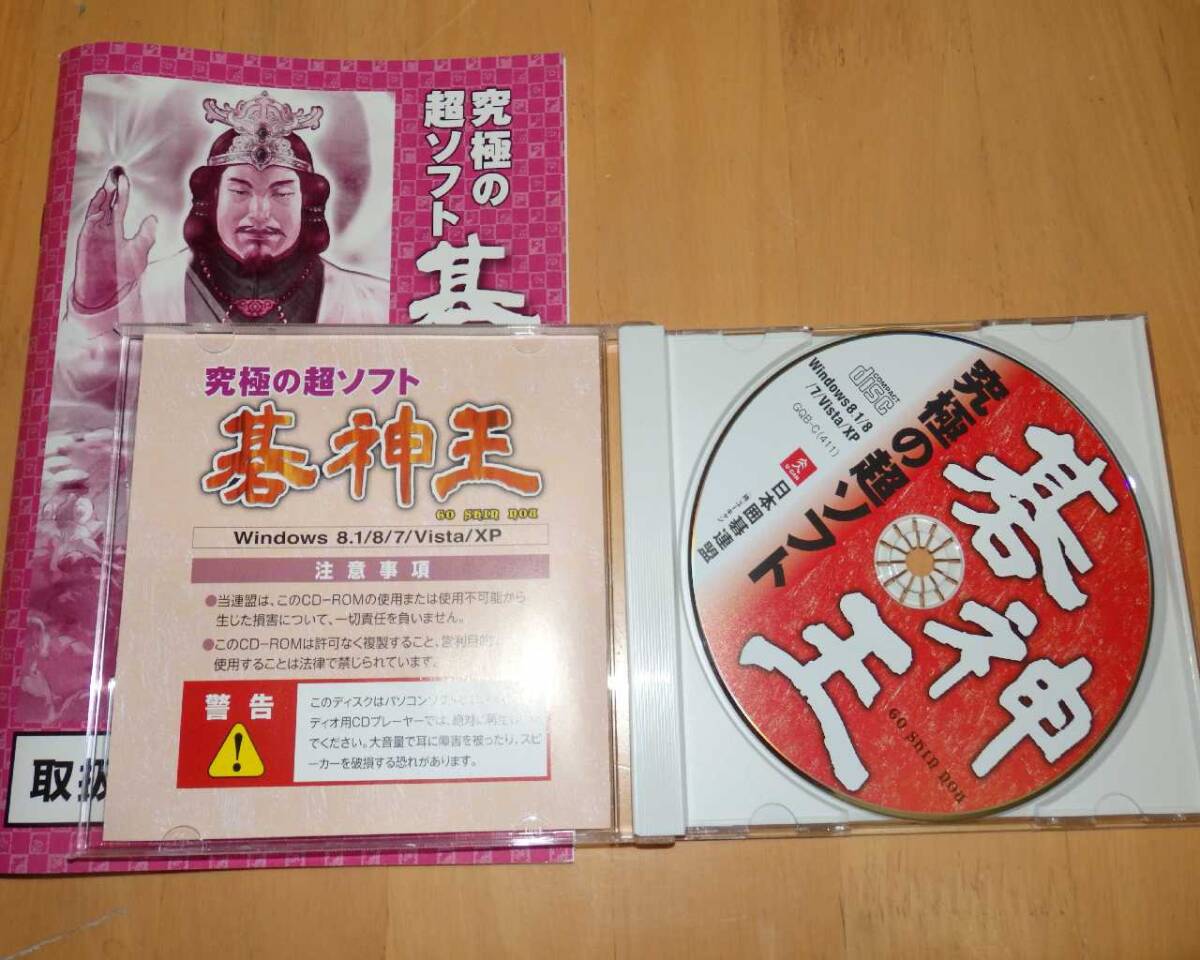 究極の
超ソフト
碁
取扱
究極の超ソフト
碁神王
GO SHIN NOU
Windows 8.1/8/7/Vista/XP
注意事項
●当連盟は、このCD-ROMの使用または使用不可能から
生じた損害について、一切責任を負いません。
●このCD-ROMは許可なく複製すること、営利目的
使用することは法律で禁じられています。
警告
このディスクはパソコンソフト
ディオ用CDプレーヤーでは、絶対に再生
でください。大音量で耳に障害を被ったり、スピ
ーカーを破損する恐れがあります。
COMPACT
disc
Windows8.1/8
/7/Vista/XP
GQB-C(411)
U-CAN
日本囲碁連盟
究極の超ソフト
碁神王
GO SHIN NOU